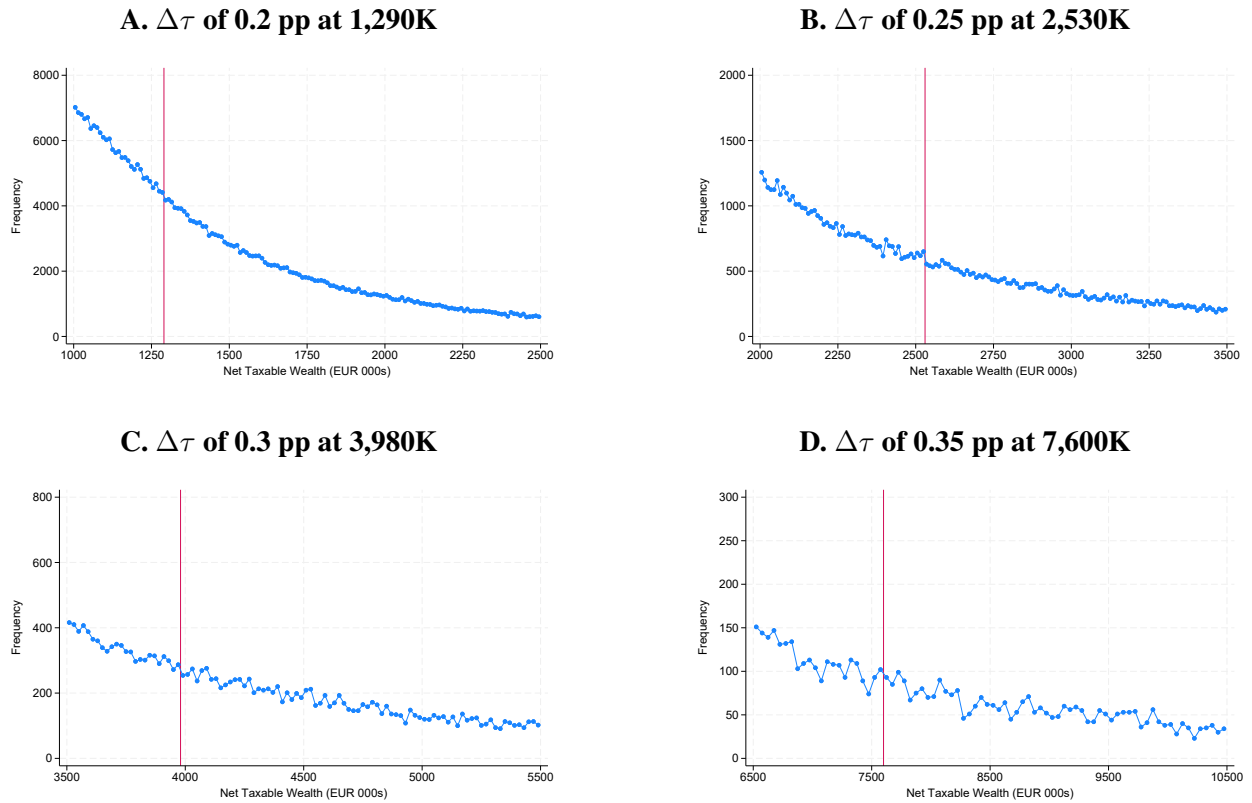 A. Δτ of 0.2 pp at 1,290K
8000
6000
4000
2000
0
Frequency
1000 1250 1500 1750 2000 2250 2500
Net Taxable Wealth (EUR 000s)
B. Δτ of 0.25 pp at 2,530K
2000
1500
1000
500
0
Frequency
2000 2250 2500 2750 3000 3250 3500
Net Taxable Wealth (EUR 000s)
C. Δτ of 0.3 pp at 3,980K
800
600
400
200
0
Frequency
3500 4000 4500 5000 5500
Net Taxable Wealth (EUR 000s)
D. Δτ of 0.35 pp at 7,600K
300
250
200
150
100
50
0
Frequency
6500 7500 8500 9500 10500
Net Taxable Wealth (EUR 000s)